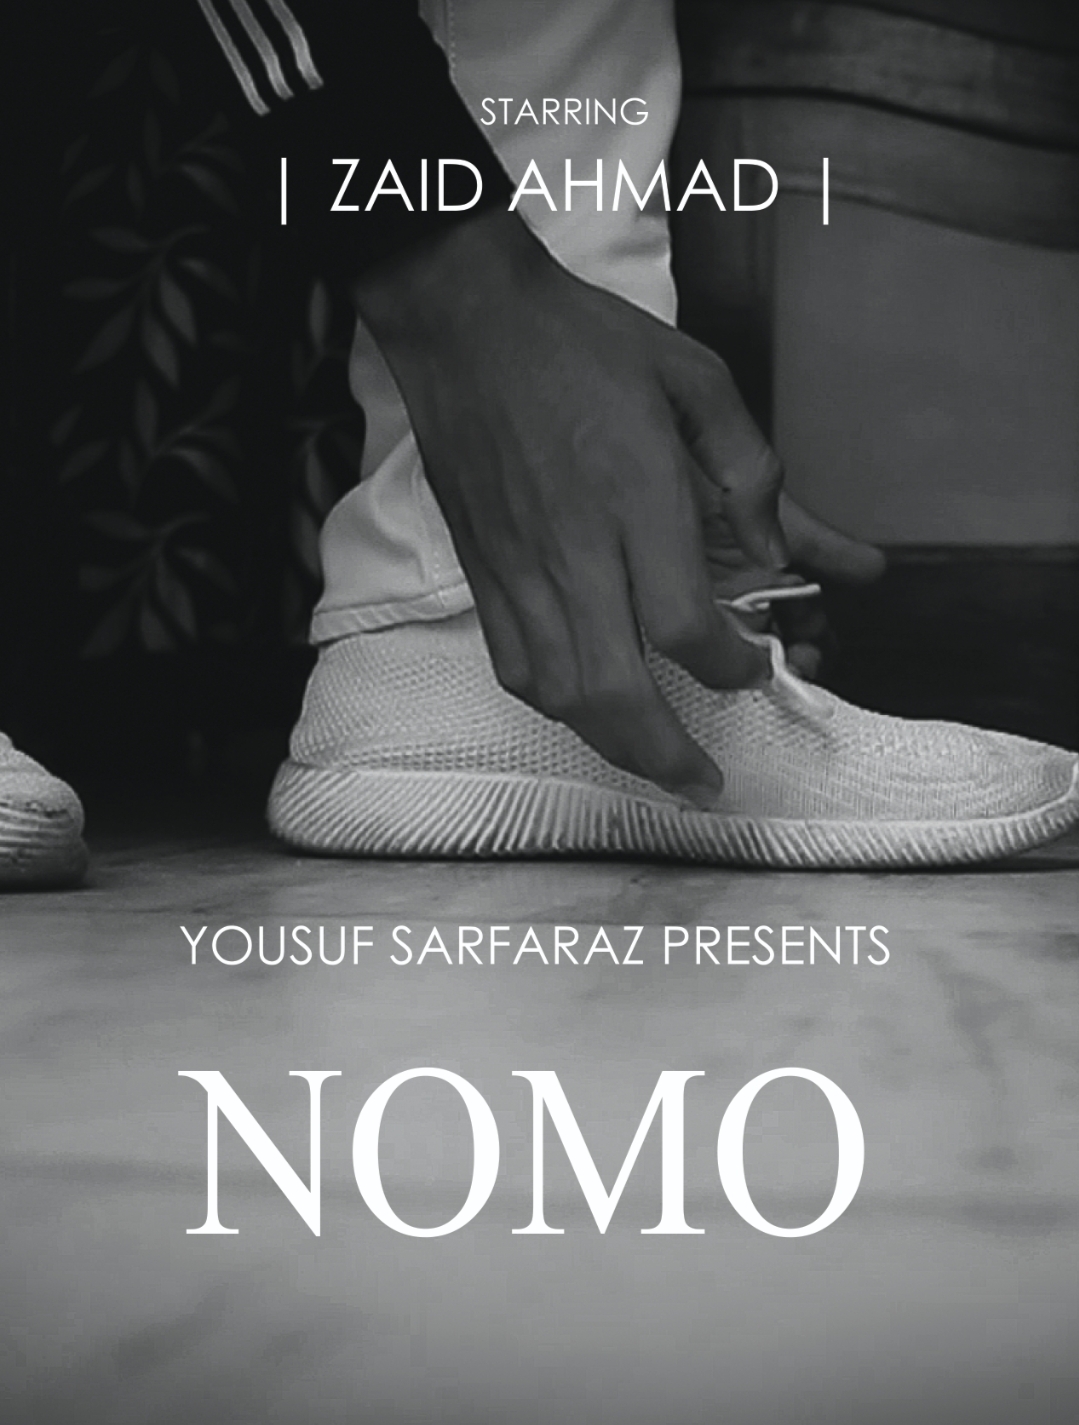 STARRING
| ZAID AHMAD |
YOUSUF SARFARAZ PRESENTS
NOMO